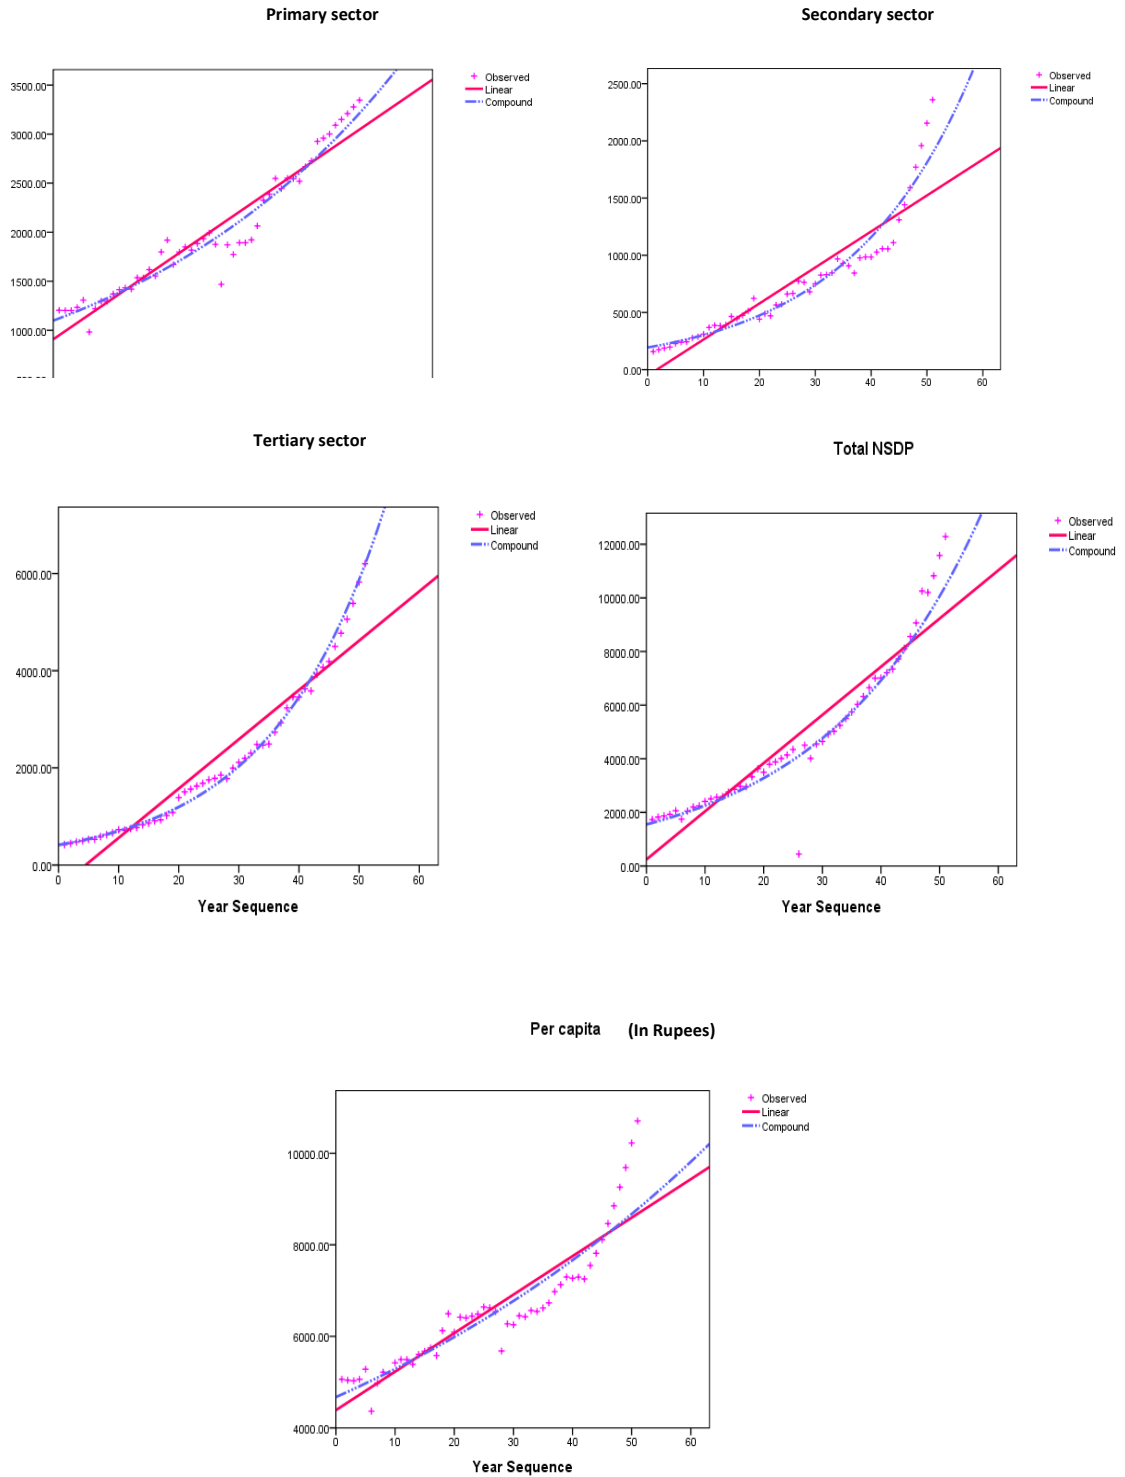 Primary sector
3500.00
3000.00
2500.00
2000.00
1500.00
1000.00
Observed
Linear
Compound
Secondary sector
2500.00
2000.00
1500.00
1000.00
500.00
0.00
0 10 20 30 40 50 60
Observed
Linear
Compound
Tertiary sector
6000.00
4000.00
2000.00
0.00
0 10 20 30 40 50 60
Year Sequence
Observed
Linear
Compound
Total NSDP
12000.00
10000.00
8000.00
6000.00
4000.00
2000.00
0.00
0 10 20 30 40 50 60
Year Sequence
Observed
Linear
Compound
Per capita (In Rupees)
10000.00
8000.00
6000.00
4000.00
0 10 20 30 40 50 60
Year Sequence
Observed
Linear
Compound